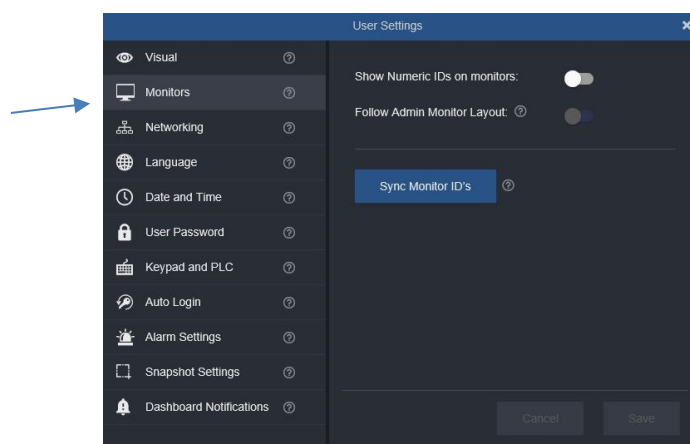 User Settings
Visual
Monitors
Networking
Language
Date and Time
User Password
Keypad and PLC
Auto Login
Alarm Settings
Snapshot Settings
Dashboard Notifications
Show Numeric IDs on monitors:
Follow Admin Monitor Layout:
Sync Monitor ID's
Cancel
Save